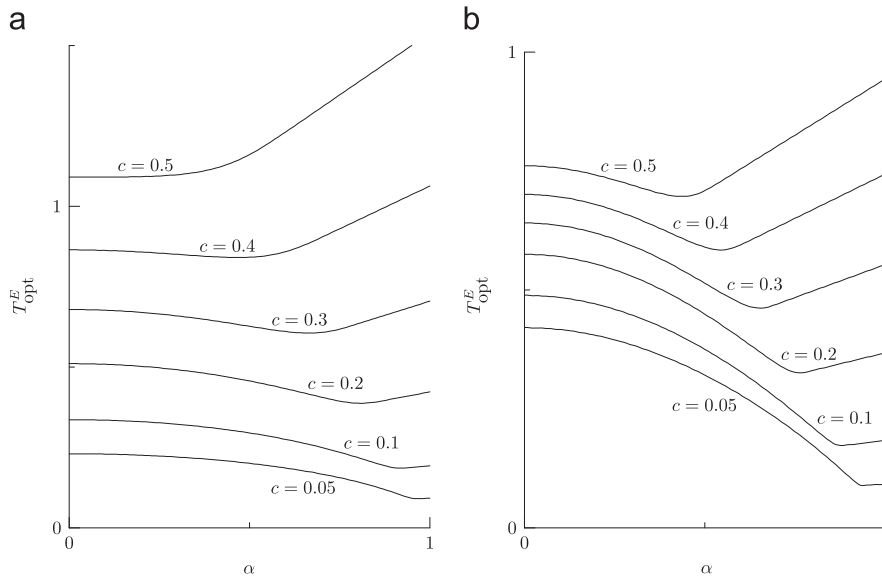 a
1
0
0
1
T^E_opt
α
c = 0.5
c = 0.4
c = 0.3
c = 0.2
c = 0.1
c = 0.05
b
1
0
0
T^E_opt
α
c = 0.5
c = 0.4
c = 0.3
c = 0.2
c = 0.1
c = 0.05